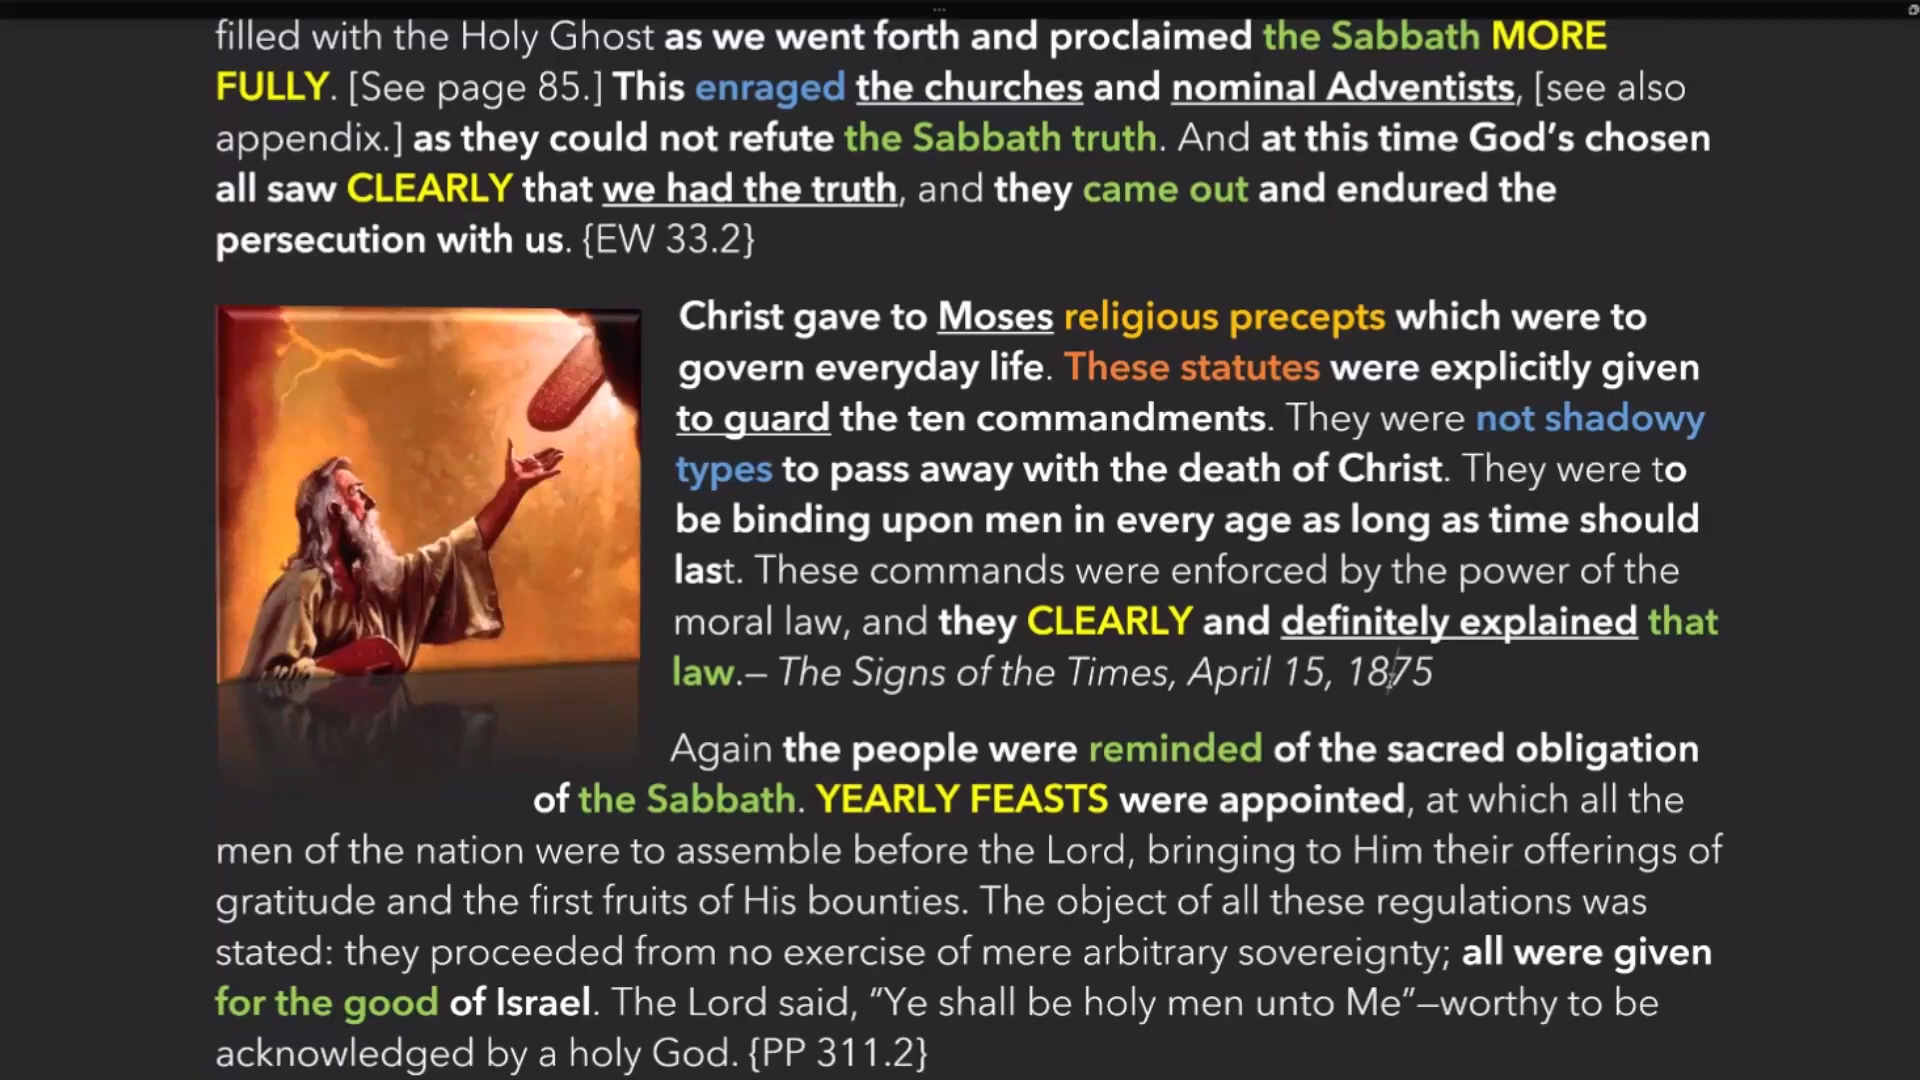 filled with the Holy Ghost as we went forth and proclaimed the Sabbath MORE
FULLY. [See page 85.] This enraged the churches and nominal Adventists, [see also
appendix.] as they could not refute the Sabbath truth. And at this time God’s chosen
all saw CLEARLY that we had the truth, and they came out and endured the
persecution with us. {EW 33.2}
Christ gave to Moses religious precepts which were to
govern everyday life. These statutes were explicitly given
to guard the ten commandments. They were not shadowy
types to pass away with the death of Christ. They were to
be binding upon men in every age as long as time should
last. These commands were enforced by the power of the
moral law, and they CLEARLY and definitely explained that
law.– The Signs of the Times, April 15, 1875
Again the people were reminded of the sacred obligation
of the Sabbath. YEARLY FEASTS were appointed, at which all the
men of the nation were to assemble before the Lord, bringing to Him their offerings of
gratitude and the first fruits of His bounties. The object of all these regulations was
stated: they proceeded from no exercise of mere arbitrary sovereignty; all were given
for the good of Israel. The Lord said, “Ye shall be holy men unto Me”—worthy to be
acknowledged by a holy God. {PP 311.2}